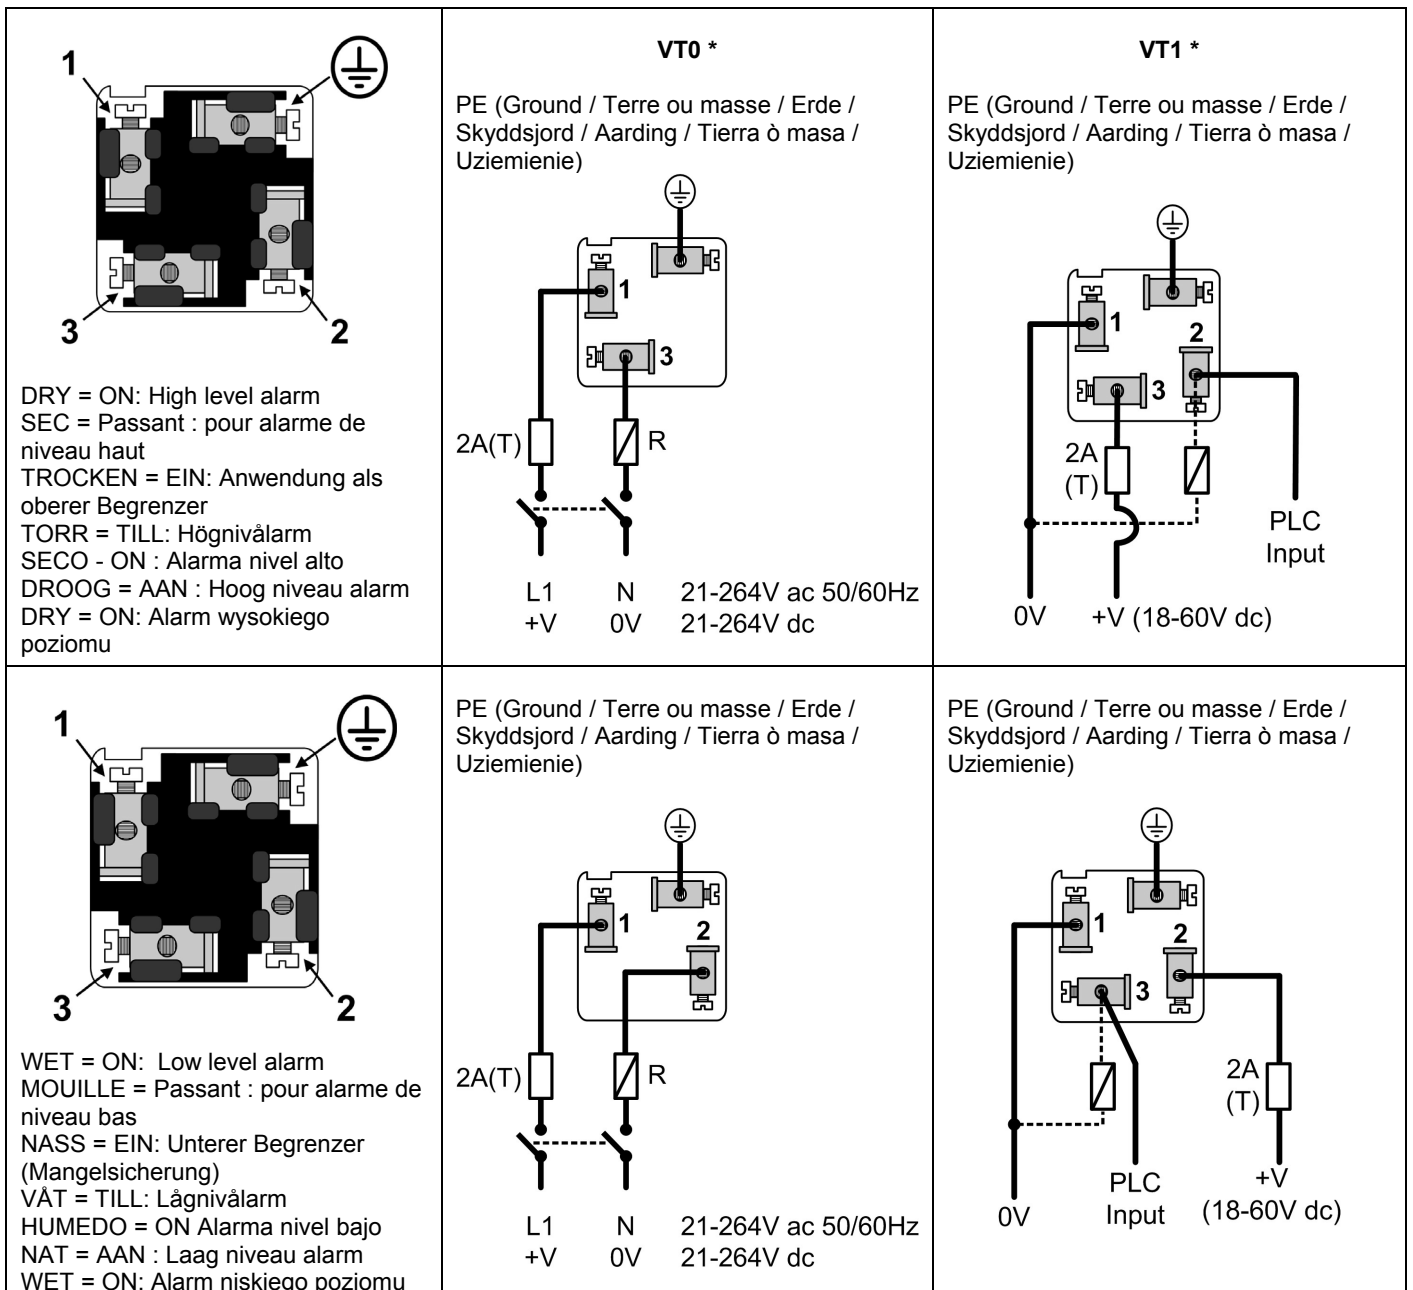 1
3
2
DRY = ON: High level alarm
SEC = Passant : pour alarme de
niveau haut
TROCKEN = EIN: Anwendung als
oberer Begrenzer
TORR = TILL: Högnivålarm
SECO - ON : Alarma nivel alto
DROOG = AAN : Hoog niveau alarm
DRY = ON: Alarm wysokiego
poziomu
VT0 *
PE (Ground / Terre ou masse / Erde /
Skyddsjord / Aarding / Tierra ò masa /
Uziemienie)
1
3
2A(T)
R
L1 N 21-264V ac 50/60Hz
+V 0V 21-264V dc
VT1 *
PE (Ground / Terre ou masse / Erde /
Skyddsjord / Aarding / Tierra ò masa /
Uziemienie)
1
2
3
2A
(T)
PLC
Input
0V +V (18-60V dc)
1
3
2
WET = ON: Low level alarm
MOUILLE = Passant : pour alarme de
niveau bas
NASS = EIN: Unterer Begrenzer
(Mangelsicherung)
VÅT = TILL: Lågnivålarm
HUMEDO = ON Alarma nivel bajo
NAT = AAN : Laag niveau alarm
WET = ON: Alarm niskiego poziomu
PE (Ground / Terre ou masse / Erde /
Skyddsjord / Aarding / Tierra ò masa /
Uziemienie)
1
2
2A(T)
R
L1 N 21-264V ac 50/60Hz
+V 0V 21-264V dc
PE (Ground / Terre ou masse / Erde /
Skyddsjord / Aarding / Tierra ò masa /
Uziemienie)
1
2
3
2A
(T)
0V
PLC
Input
+V
(18-60V dc)